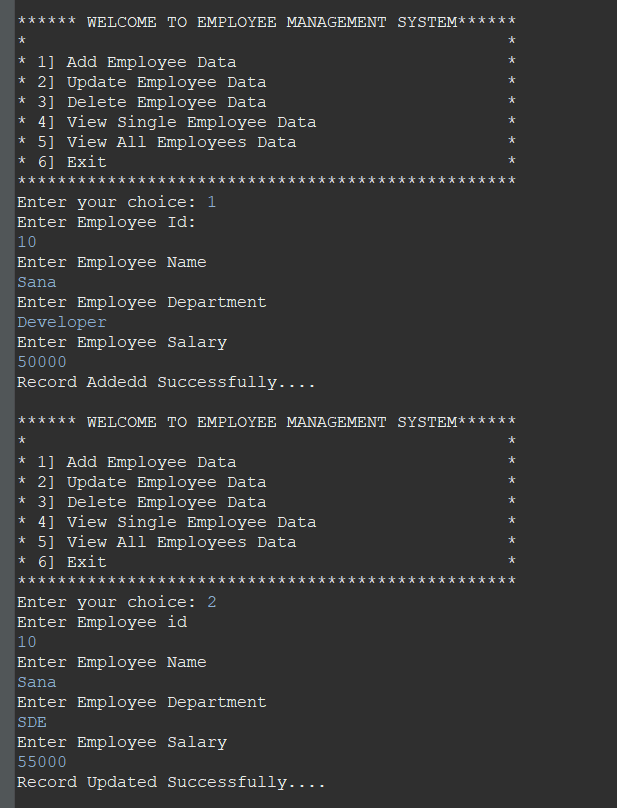 ****** WELCOME TO EMPLOYEE MANAGEMENT SYSTEM******
*                                                *
* 1] Add Employee Data                           *
* 2] Update Employee Data                        *
* 3] Delete Employee Data                        *
* 4] View Single Employee Data                   *
* 5] View All Employees Data                     *
* 6] Exit                                        *
**************************************************
Enter your choice: 1
Enter Employee Id:
10
Enter Employee Name
Sana
Enter Employee Department
Developer
Enter Employee Salary
50000
Record Addedd Successfully....
****** WELCOME TO EMPLOYEE MANAGEMENT SYSTEM******
*                                                *
* 1] Add Employee Data                           *
* 2] Update Employee Data                        *
* 3] Delete Employee Data                        *
* 4] View Single Employee Data                   *
* 5] View All Employees Data                     *
* 6] Exit                                        *
**************************************************
Enter your choice: 2
Enter Employee id
10
Enter Employee Name
Sana
Enter Employee Department
SDE
Enter Employee Salary
55000
Record Updated Successfully....